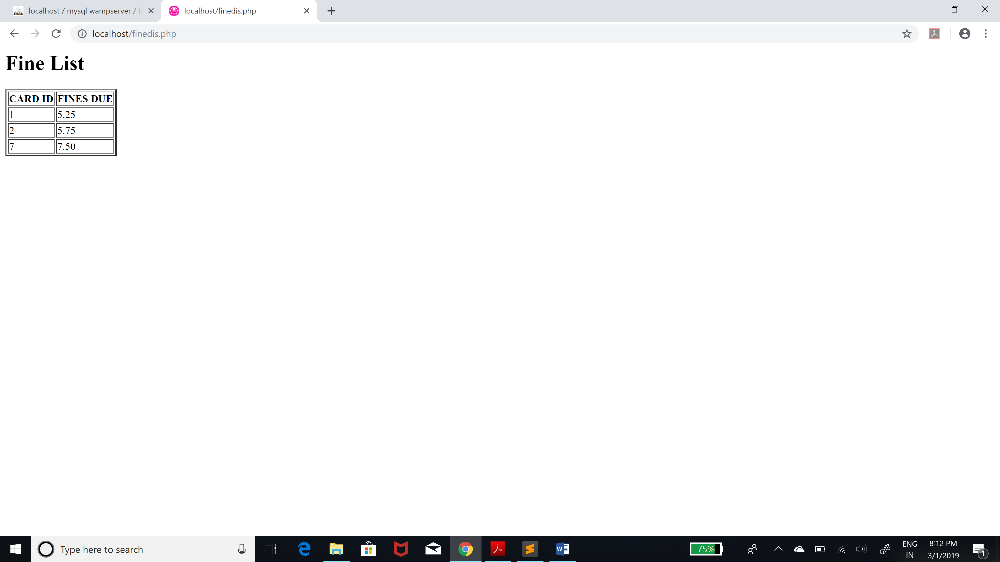 localhost / mysql wampserver / li
localhost/finedis.php
localhost/finedis.php
Fine List
CARD ID FINES DUE
1 5.25
2 5.75
7 7.50
Type here to search
75%
ENG
IN
8:12 PM
3/1/2019
1